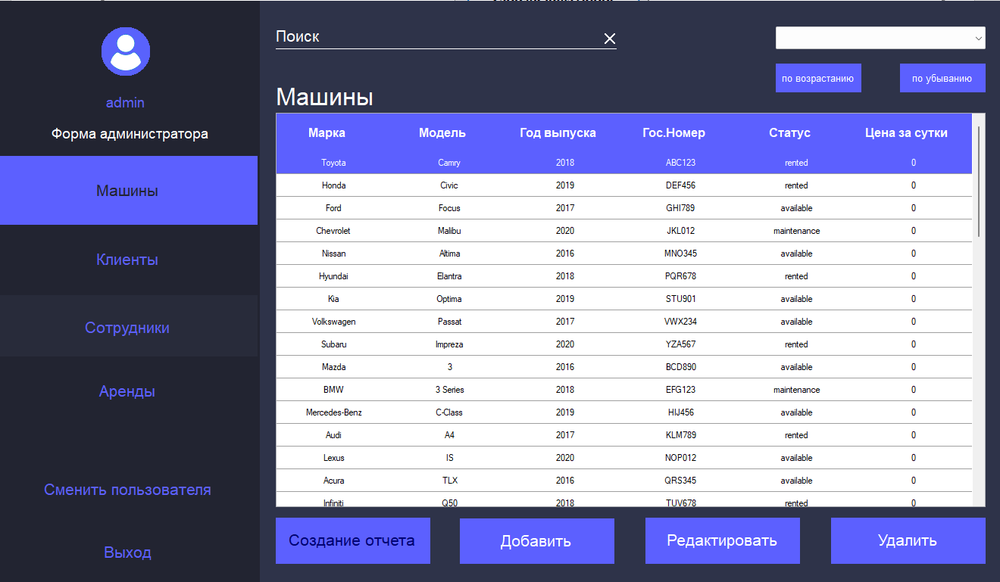 admin
Форма администратора
Машины
Клиенты
Сотрудники
Аренды
Сменить пользователя
Выход
Поиск
по возрастанию по убыванию
Машины
Марка Модель Год выпуска Гос.Номер Статус Цена за сутки
Toyota Camry 2018 ABC123 rented 0
Honda Civic 2019 DEF456 rented 0
Ford Focus 2017 GHI789 available 0
Chevrolet Malibu 2020 JKL012 maintenance 0
Nissan Altima 2016 MNO345 available 0
Hyundai Elantra 2018 PQR678 rented 0
Kia Optima 2019 STU901 available 0
Volkswagen Passat 2017 VWX234 available 0
Subaru Impreza 2020 YZA567 rented 0
Mazda 3 2016 BCD890 available 0
BMW 3 Series 2018 EFG123 maintenance 0
Mercedes-Benz C-Class 2019 HIJ456 available 0
Audi A4 2017 KLM789 rented 0
Lexus IS 2020 NOP012 available 0
Acura TLX 2016 QRS345 available 0
Infiniti Q50 2018 TUV678 rented 0
Создание отчета Добавить Редактировать Удалить